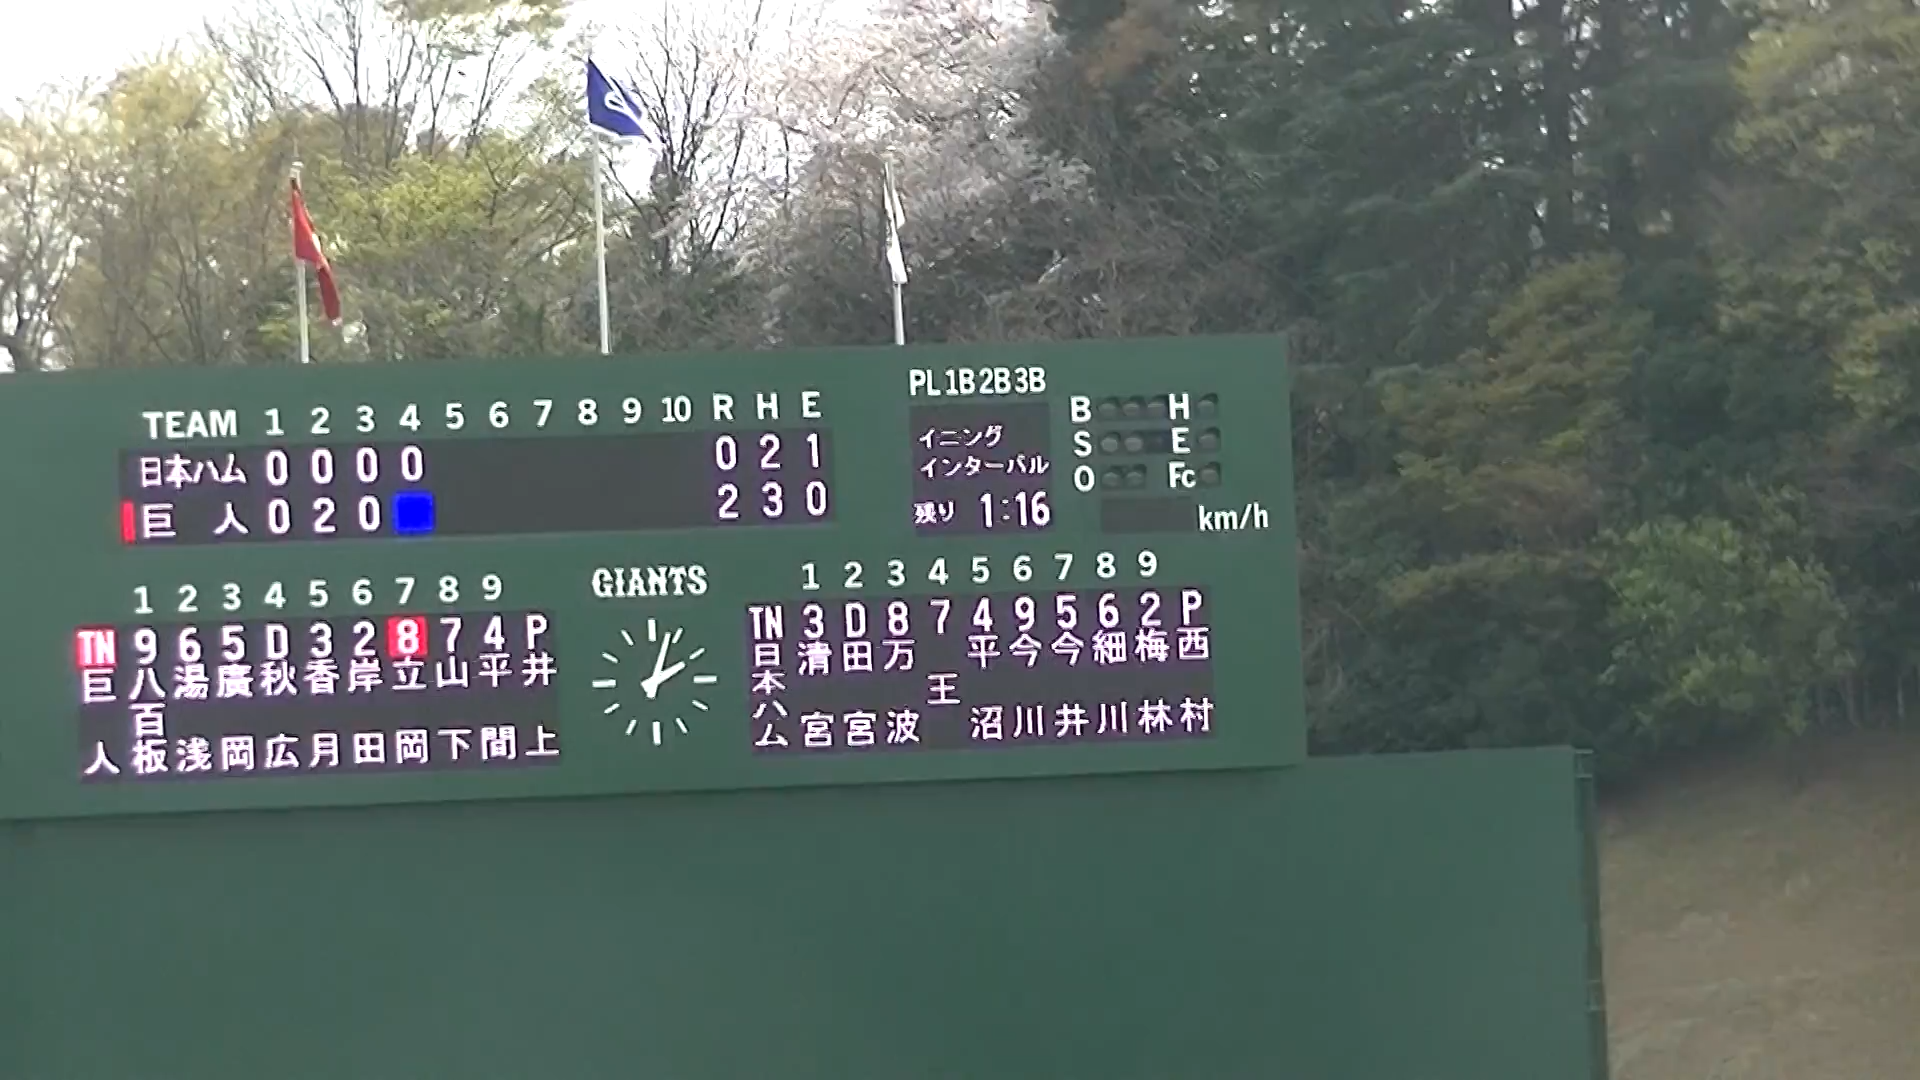 TEAM 1 2 3 4 5 6 7 8 9 10 R H E
日本ハム 0 0 0 0 0 2 1
巨人 0 2 0 2 3 0
PL 1B 2B 3B
イニング
インターバル
残り 1:16
B H
S E
O Fc
km/h
1 2 3 4 5 6 7 8 9
TN 9 6 5 D 3 2 8 7 4 P
巨人 八百板 湯浅 廣岡 秋広 香月 岸田 立岡 山下 平間 井上
GIANTS
1 2 3 4 5 6 7 8 9
TN 3 D 8 7 4 9 5 6 2 P
日本ハム 清宮 田宮 万波 王 平沼 今川 今井 細川 梅林 西村